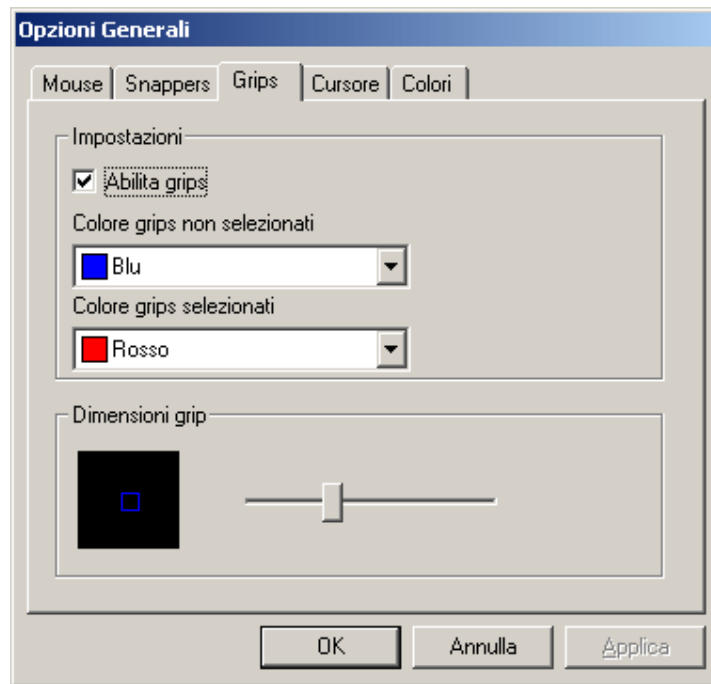 Opzioni Generali
Mouse Snappers Grips Cursore Colori
Impostazioni
Abilita grips
Colore grips non selezionati
Blu
Colore grips selezionati
Rosso
Dimensioni grip
OK Annulla Applica